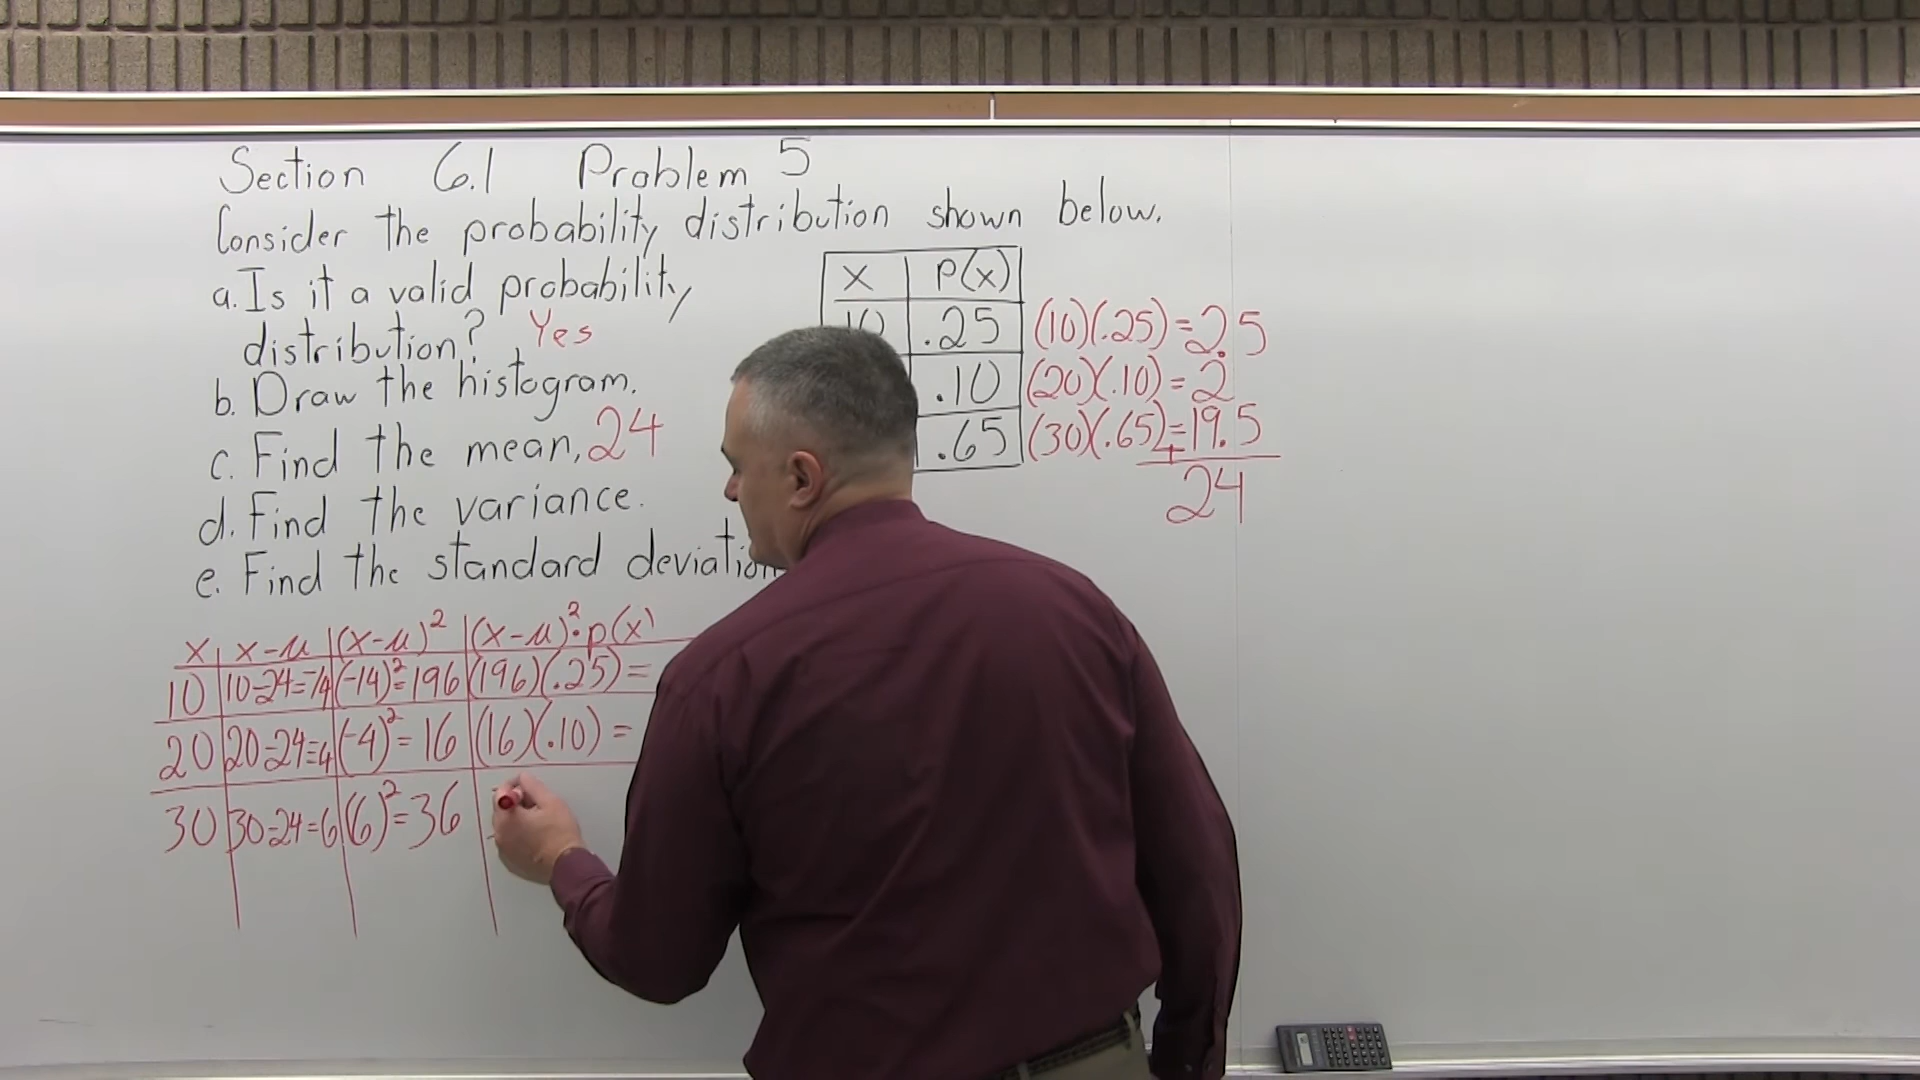 Section 6.1 Problem 5
Consider the probability distribution shown below.
a. Is it a valid probability
distribution? Yes
b. Draw the histogram.
c. Find the mean, 24
d. Find the variance.
e. Find the standard deviation
x p(x)
10 .25 (10)(.25)=2.5
.10 (20)(.10)=2
.65 (30)(.65)=19.5
+
24
x x-μ (x-μ)² (x-μ)²·p(x)
10 10-24=-14 (-14)²=196 (196)(.25)=
20 20-24=-4 (-4)²=16 (16)(.10)=
30 30-24=6 (6)²=36